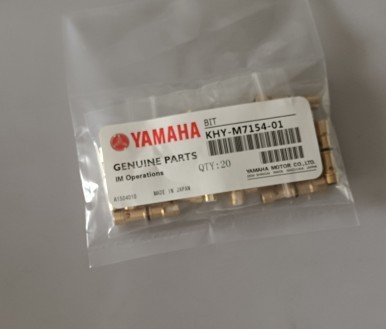 BIT
YAMAHA KHY-M7154-01
GENUINE PARTS
IM Operations
QTY:20
YAMAHA MOTOR CO.,LTD.
MADE IN JAPAN